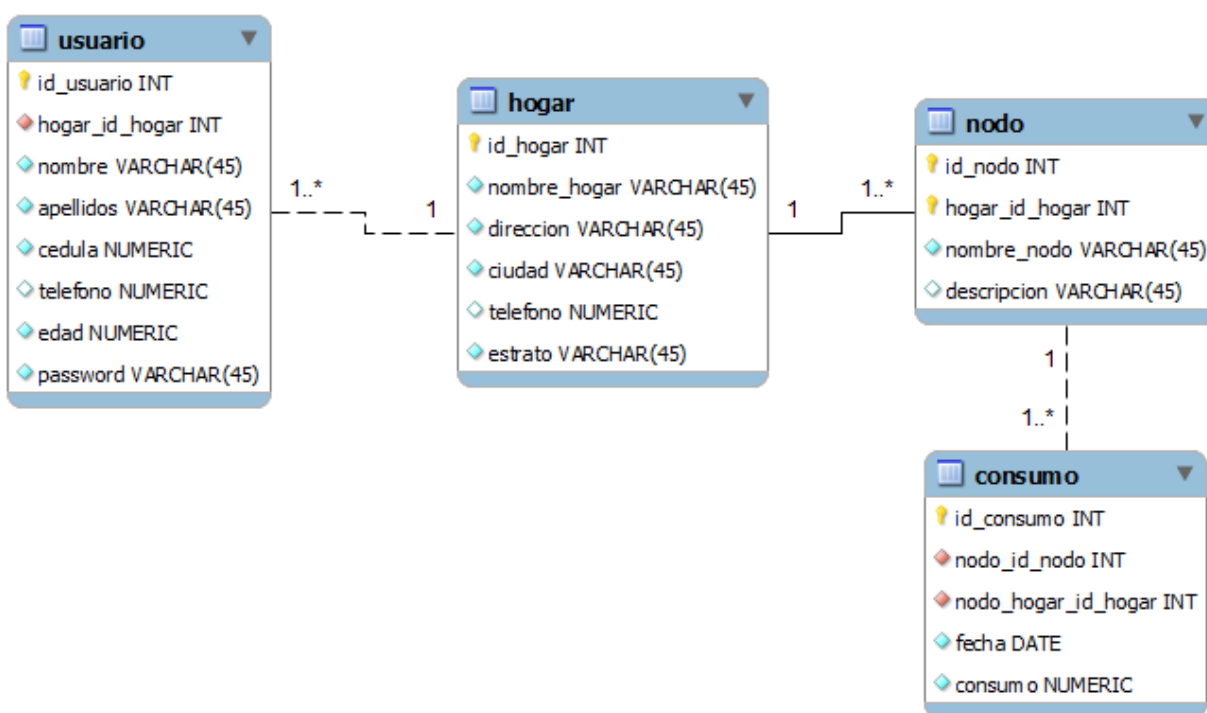 usuario
id_usuario INT
hogar_id_hogar INT
nombre VARCHAR(45)
apellidos VARCHAR(45)
cedula NUMERIC
telefono NUMERIC
edad NUMERIC
password VARCHAR(45)
1..*
1
hogar
id_hogar INT
nombre_hogar VARCHAR(45)
direccion VARCHAR(45)
ciudad VARCHAR(45)
telefono NUMERIC
estrato VARCHAR(45)
1
1..*
nodo
id_nodo INT
hogar_id_hogar INT
nombre_nodo VARCHAR(45)
descripcion VARCHAR(45)
1
1..*
consumo
id_consumo INT
nodo_id_nodo INT
nodo_hogar_id_hogar INT
fecha DATE
consumo NUMERIC